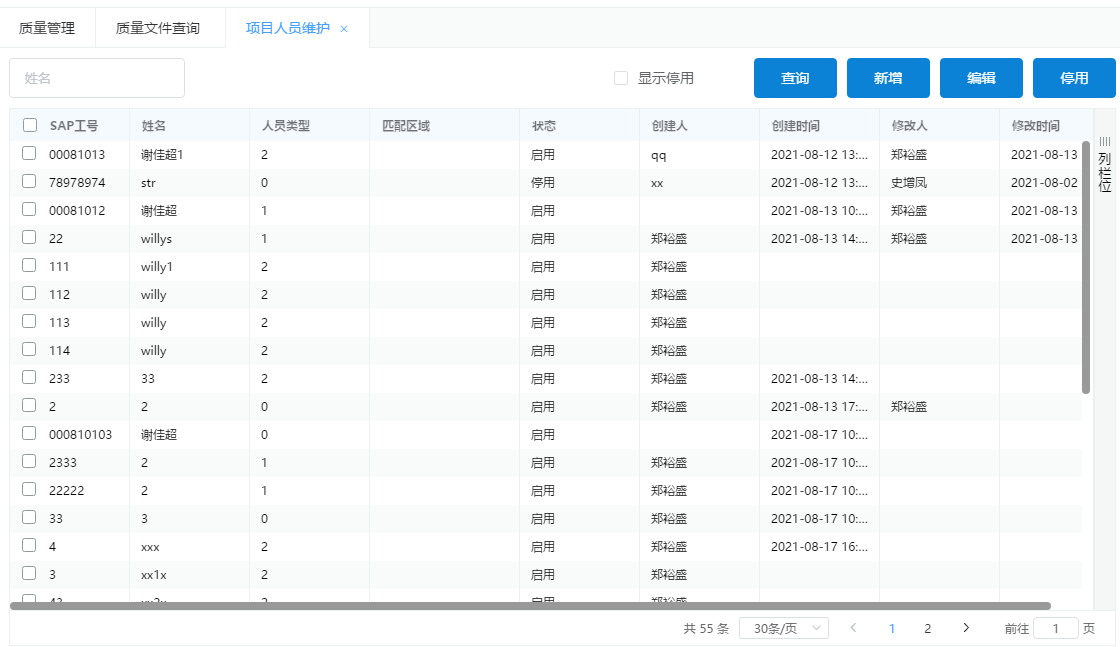 质量管理 质量文件查询 项目人员维护 ×
姓名 显示停用 查询 新增 编辑 停用
SAP工号 姓名 人员类型 匹配区域 状态 创建人 创建时间 修改人 修改时间
列栏位
00081013 谢佳超1 2 启用 qq 2021-08-12 13:... 郑裕盛 2021-08-13
78978974 str 0 停用 xx 2021-08-12 13:... 史增凤 2021-08-02
00081012 谢佳超 1 启用 2021-08-13 10:... 郑裕盛 2021-08-13
22 willys 1 启用 郑裕盛 2021-08-13 14:... 郑裕盛 2021-08-13
111 willy1 2 启用 郑裕盛
112 willy 2 启用 郑裕盛
113 willy 2 启用 郑裕盛
114 willy 2 启用 郑裕盛
233 33 2 启用 郑裕盛 2021-08-13 14:...
2 2 0 启用 郑裕盛 2021-08-13 17:... 郑裕盛
000810103 谢佳超 0 启用 2021-08-17 10:...
2333 2 1 启用 郑裕盛 2021-08-17 10:...
22222 2 1 启用 郑裕盛 2021-08-17 10:...
33 3 0 启用 郑裕盛 2021-08-17 10:...
4 xxx 2 启用 郑裕盛 2021-08-17 16:...
3 xx1x 2 启用 郑裕盛
共 55 条 30条/页 1 2 前往 1 页